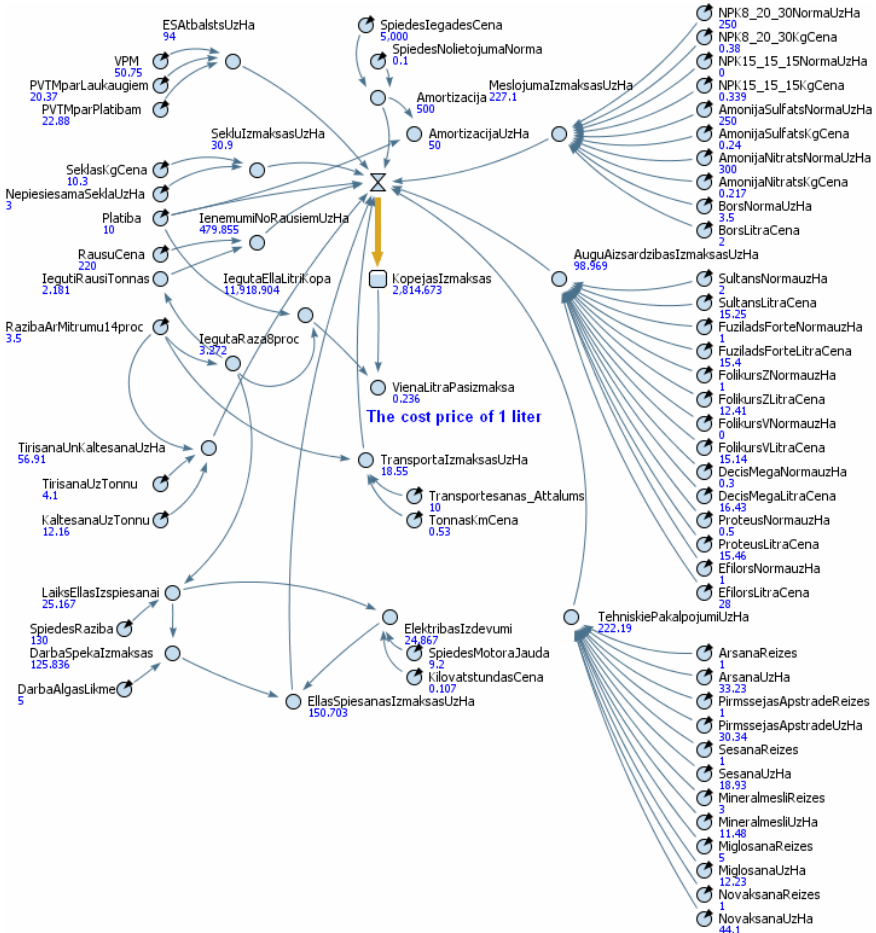 ESAtbalstsUzHa
94
VPM
50.75
PVTMparLaukaugiem
20.37
PVTMparPlatibam
22.88
SpiedesIegadesCena
5,000
SpiedesNolietojumaNorma
0.1
Amortizacija
500
AmortizacijaUzHa
50
MeslojumaIzmaksasUzHa
227.1
NPK8_20_30NormaUzHa
250
NPK8_20_30KgCena
0.38
NPK15_15_15NormaUzHa
0
NPK15_15_15KgCena
0.339
AmonijaSulfatsNormaUzHa
250
AmonijaSulfatsKgCena
0.24
AmonijaNitratsNormaUzHa
300
AmonijaNitratsKgCena
0.217
BorsNormaUzHa
3.5
BorsLitraCena
2
SekluIzmaksasUzHa
30.9
SeklasKgCena
10.3
NepiesiesamaSeklaUzHa
3
Platiba
10
IenemumiNoRausiemUzHa
479.855
RausuCena
220
IegutiRausiTonnas
2.181
IegutaEllaLitriKopa
11,918.904
KopejasIzmaksas
2,814.673
RazibaArMitrumu14proc
3.5
IegutaRaza8proc
3.272
VienaLitraPasizmaksa
0.236
The cost price of 1 liter
AuguAizsardzibasIzmaksasUzHa
98.969
SultansNormauzHa
2
SultansLitraCena
15.25
FuziladsForteNormauzHa
1
FuziladsForteLitraCena
15.4
FolikursZNormauzHa
1
FolikursZLitraCena
12.41
FolikursVNormauzHa
0
FolikursVLitraCena
15.14
DecisMegaNormauzHa
0.3
DecisMegaLitraCena
16.43
ProteusNormauzHa
0.5
ProteusLitraCena
15.46
EfilorsNormauzHa
1
EfilorsLitraCena
28
TirisanaUnKaltesanaUzHa
56.91
TirisanaUzTonnu
4.1
KaltesanaUzTonnu
12.16
TransportaIzmaksasUzHa
18.55
Transportesanas_Attalums
10
TonnasKmCena
0.53
LaiksEllasIzspiesanai
25.167
SpiedesRaziba
130
DarbaSpekaIzmaksas
125.836
DarbaAlgasLikme
5
ElektribasIzdevumi
24.867
SpiedesMotoraJauda
9.2
KilovatstundasCena
0.107
EllasSpiesanasIzmaksasUzHa
150.703
TehniskiePakalpojumiUzHa
222.19
ArsanaReizes
1
ArsanaUzHa
33.23
PirmssejasApstradeReizes
1
PirmssejasApstradeUzHa
30.34
SesanaReizes
1
SesanaUzHa
18.93
MineralmesliReizes
3
MineralmesliUzHa
11.48
MiglosanaReizes
5
MiglosanaUzHa
12.23
NovaksanaReizes
1
NovaksanaUzHa
44.1